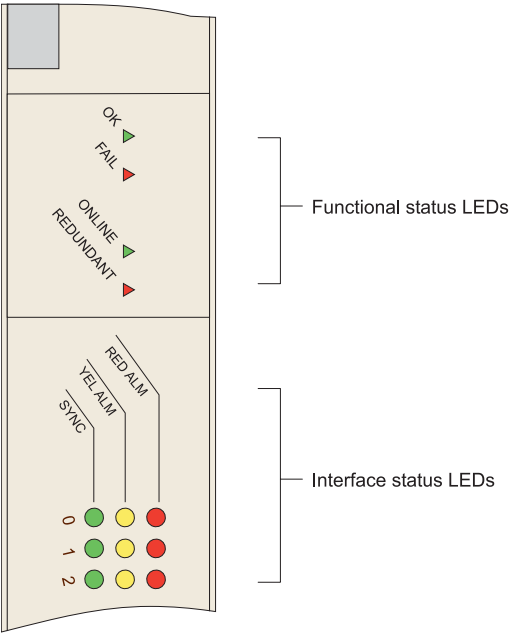 OK
FAIL
ONLINE
REDUNDANT
Functional status LEDs
RED ALM
YEL ALM
SYNC
Interface status LEDs
0
1
2